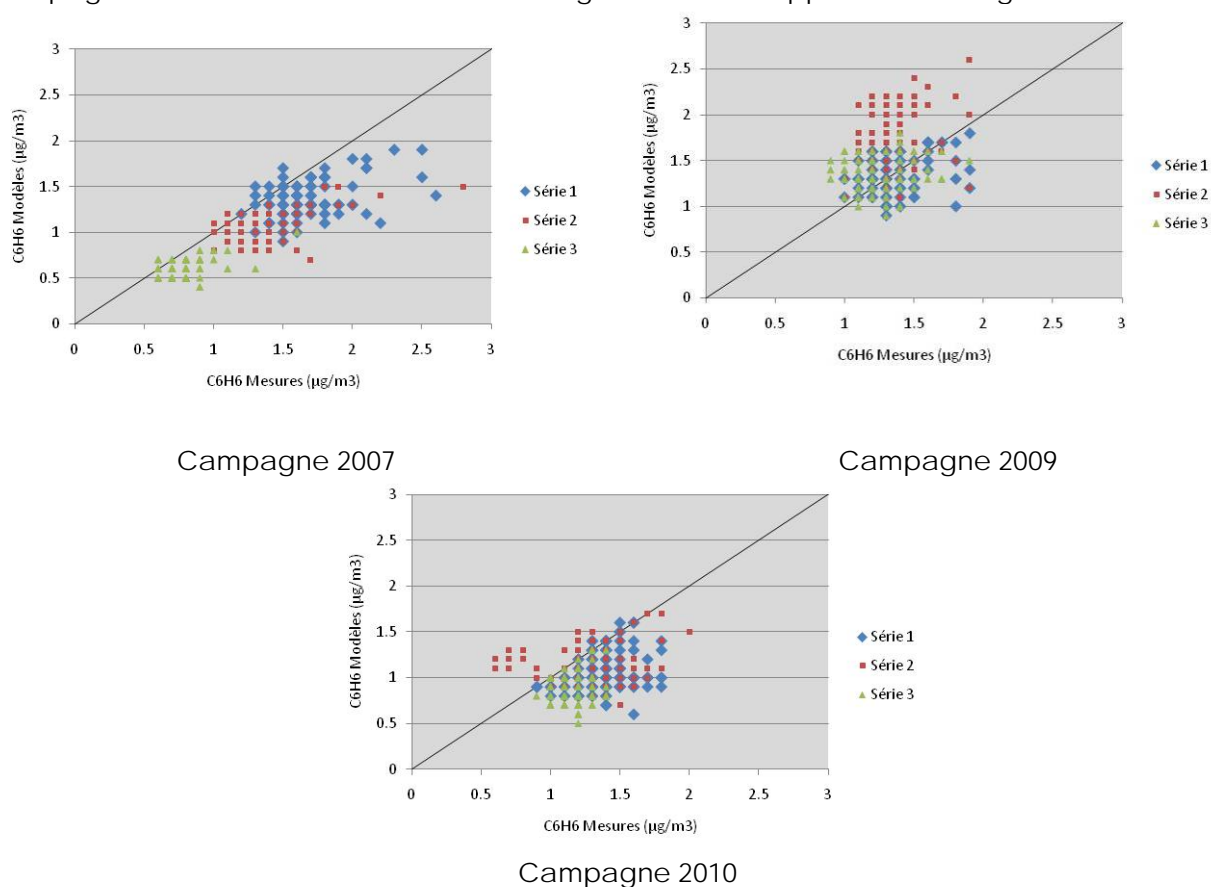 3
2.5
2
1.5
1
0.5
0
0 0.5 1 1.5 2 2.5 3
C6H6 Modèles (µg/m3)
C6H6 Mesures (µg/m3)
Série 1
Série 2
Série 3
3
2.5
2
1.5
1
0.5
0
0 0.5 1 1.5 2 2.5 3
C6H6 Modèles (µg/m3)
C6H6 Mesures (µg/m3)
Série 1
Série 2
Série 3
Campagne 2007
Campagne 2009
3
2.5
2
1.5
1
0.5
0
0 0.5 1 1.5 2 2.5 3
C6H6 Modèles (µg/m3)
C6H6 Mesures (µg/m3)
Série 1
Série 2
Série 3
Campagne 2010